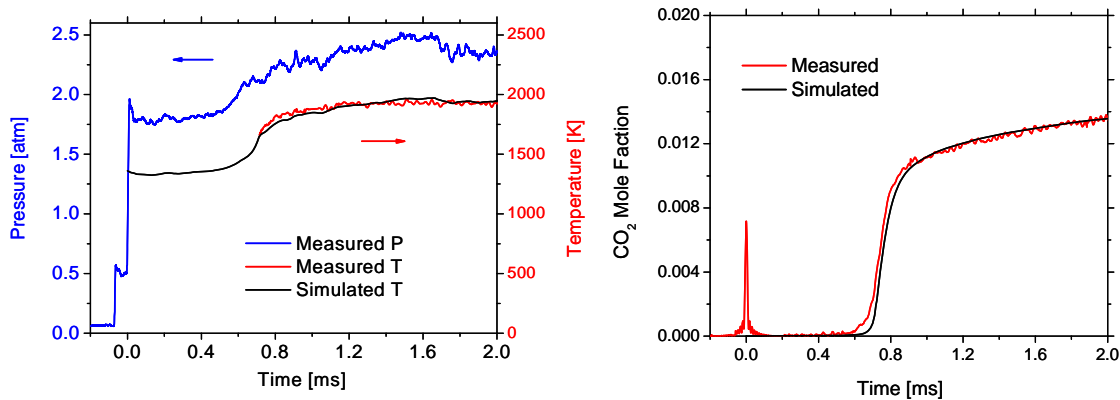 2.5
2.0
1.5
1.0
0.5
0.0
Pressure [atm]
2500
2000
1500
1000
500
0
Temperature [K]
Measured P
Measured T
Simulated T
0.0 0.4 0.8 1.2 1.6 2.0
Time [ms]
0.020
0.016
0.012
0.008
0.004
0.000
CO2 Mole Faction
Measured
Simulated
0.0 0.4 0.8 1.2 1.6 2.0
Time [ms]